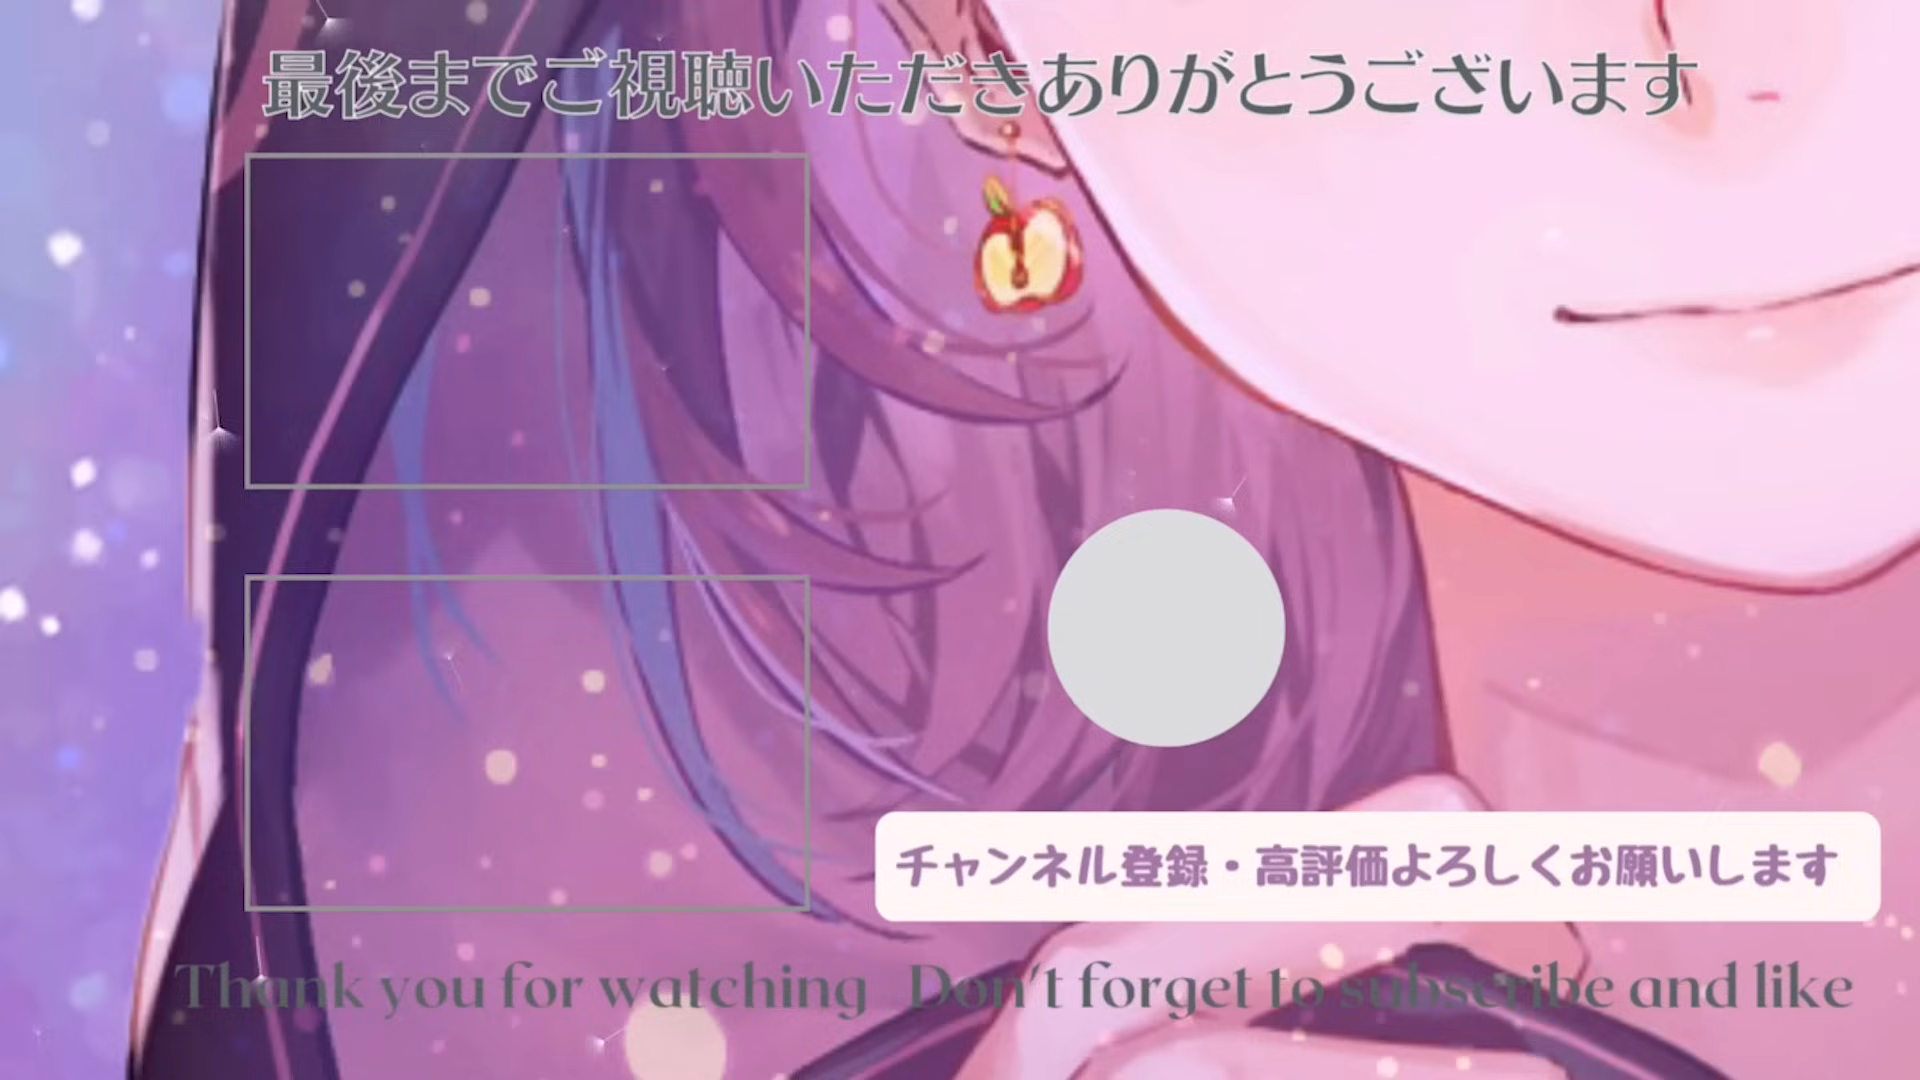 最後までご視聴いただきありがとうございます
チャンネル登録・高評価よろしくお願いします
Thank you for watching Don't forget to subscribe and like